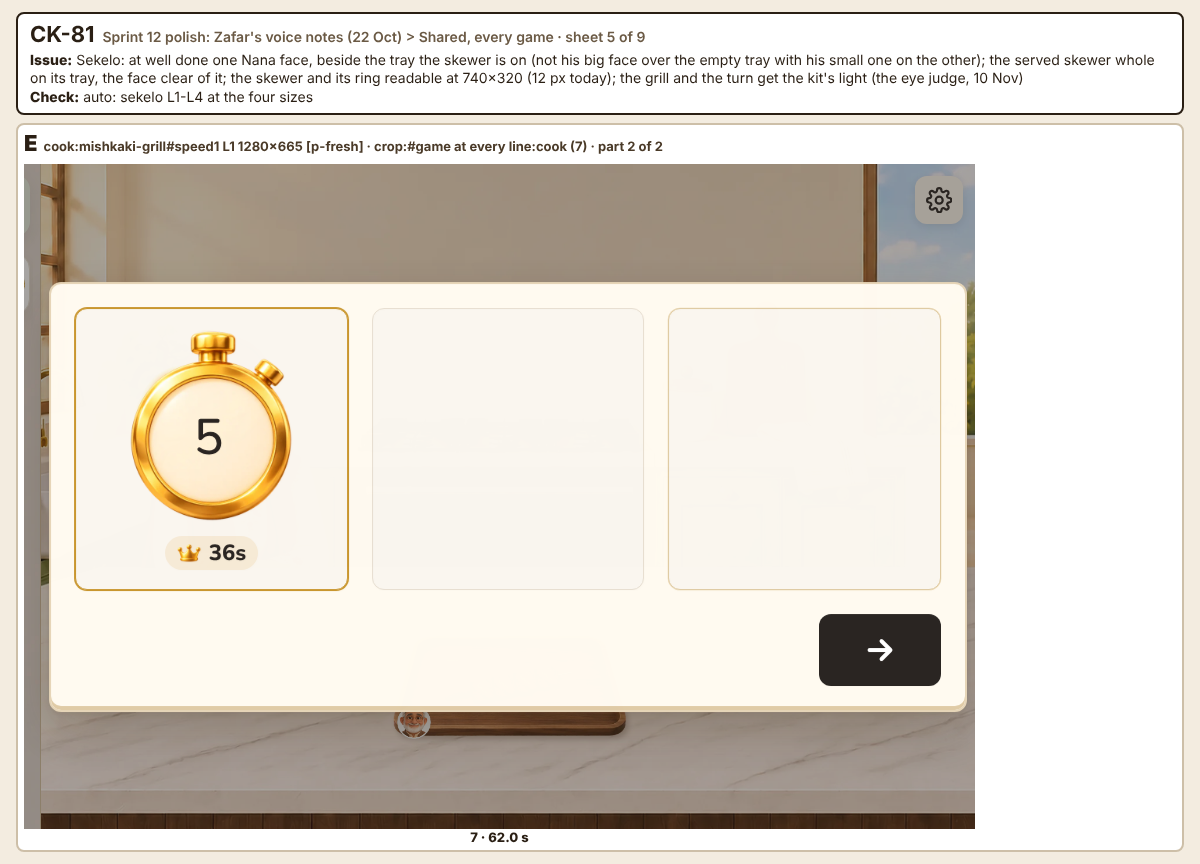 CK-81 Sprint 12 polish: Zafar's voice notes (22 Oct) > Shared, every game · sheet 5 of 9
Issue: Sekelo: at well done one Nana face, beside the tray the skewer is on (not his big face over the empty tray with his small one on the other); the served skewer whole
on its tray, the face clear of it; the skewer and its ring readable at 740×320 (12 px today); the grill and the turn get the kit's light (the eye judge, 10 Nov)
Check: auto: sekelo L1-L4 at the four sizes
E cook:mishkaki-grill#speed1 L1 1280×665 [p-fresh] · crop:#game at every line:cook (7) · part 2 of 2
5
36s
7 · 62.0 s